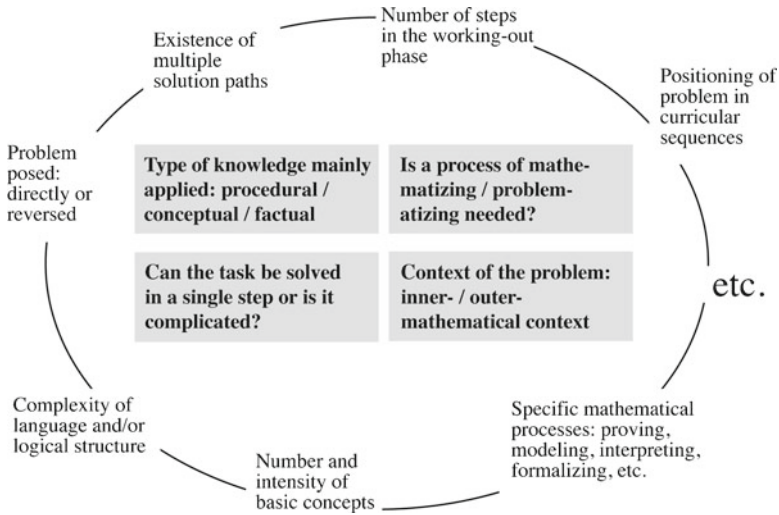 Number of steps
in the working-out
phase
Existence of
multiple
solution paths
Positioning of
problem in
curricular
sequences
Problem
posed:
directly or
reversed
Type of knowledge mainly
applied: procedural /
conceptual / factual
Is a process of mathe-
matizing / problem-
atizing needed?
Can the task be solved
in a single step or is it
complicated?
Context of the problem:
inner- / outer-
mathematical context
etc.
Complexity of
language and/or
logical structure
Number and
intensity of
basic concepts
Specific mathematical
processes: proving,
modeling, interpreting,
formalizing, etc.